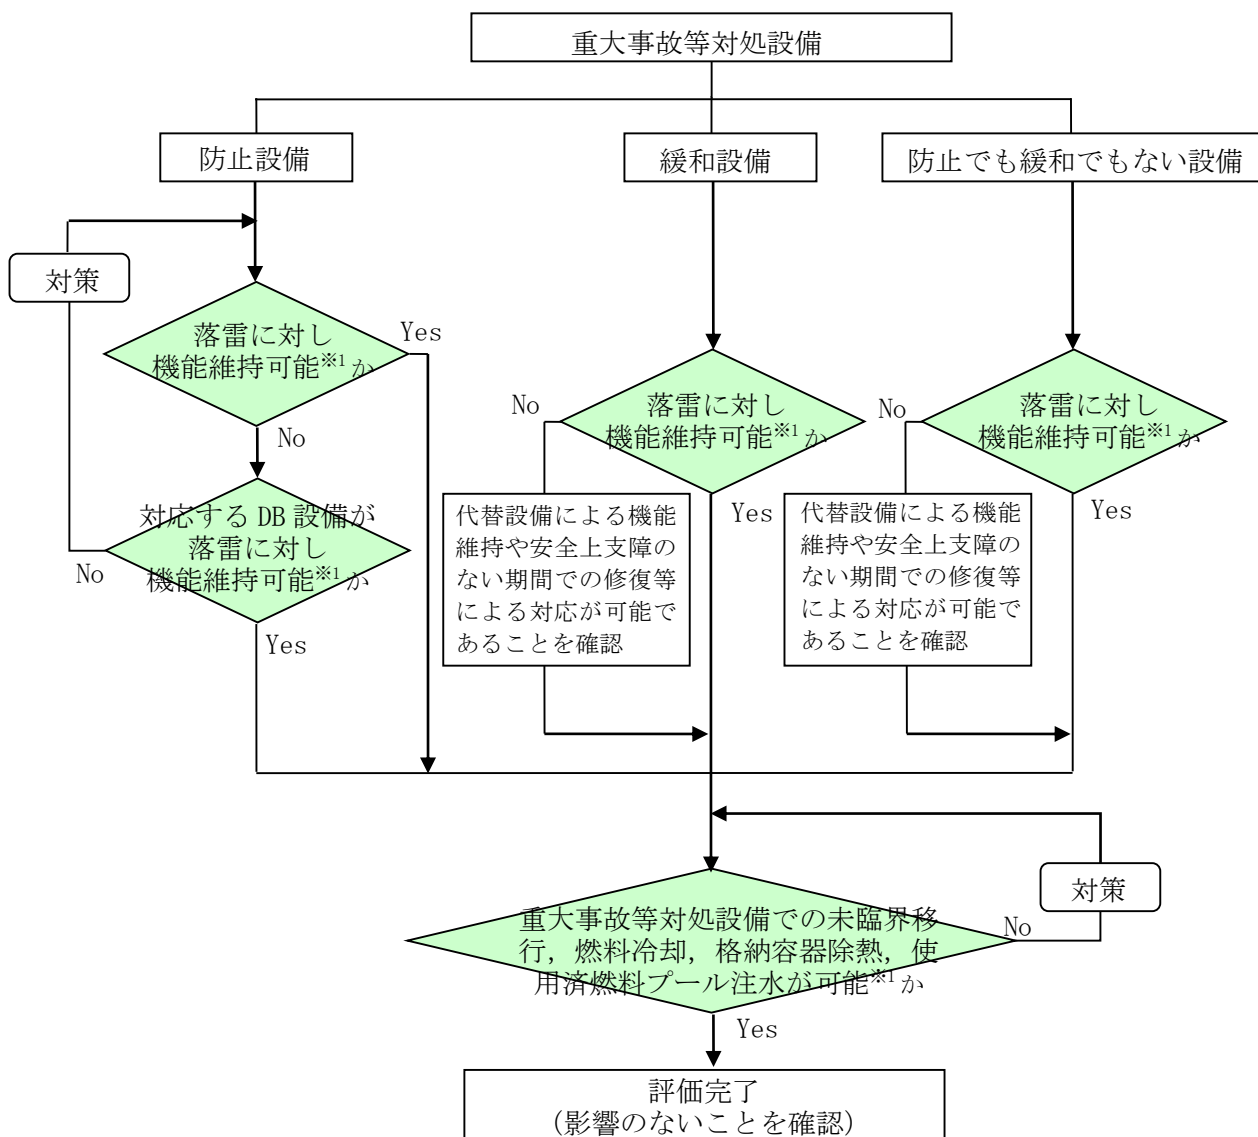 重大事故等対処設備
防止設備
緩和設備
防止でも緩和でもない設備
対策
落雷に対し
機能維持可能※1か
Yes
No
対応する DB 設備が
落雷に対し
機能維持可能※1か
No
Yes
落雷に対し
機能維持可能※1か
No
Yes
代替設備による機能
維持や安全上支障の
ない期間での修復等
による対応が可能で
あることを確認
落雷に対し
機能維持可能※1か
No
Yes
代替設備による機能
維持や安全上支障の
ない期間での修復等
による対応が可能で
あることを確認
対策
重大事故等対処設備での未臨界移
行，燃料冷却，格納容器除熱，使
用済燃料プール注水が可能※1か
No
Yes
評価完了
（影響のないことを確認）